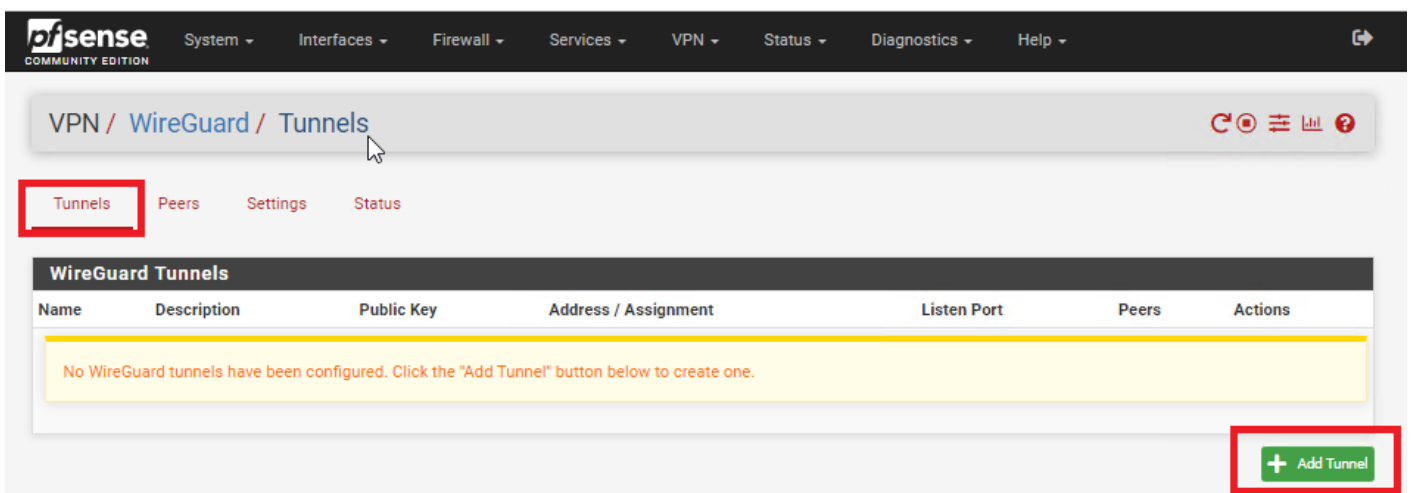 pfsense System Interfaces Firewall Services VPN Status Diagnostics Help
COMMUNITY EDITION
VPN / WireGuard / Tunnels
Tunnels Peers Settings Status
WireGuard Tunnels
Name Description Public Key Address / Assignment Listen Port Peers Actions
No WireGuard tunnels have been configured. Click the "Add Tunnel" button below to create one.
+ Add Tunnel